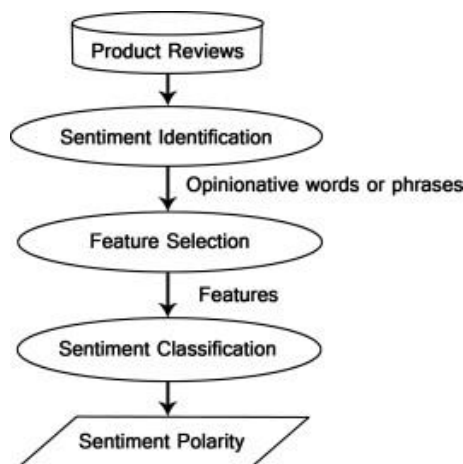 Product Reviews
Sentiment Identification
Opinionative words or phrases
Feature Selection
Features
Sentiment Classification
Sentiment Polarity